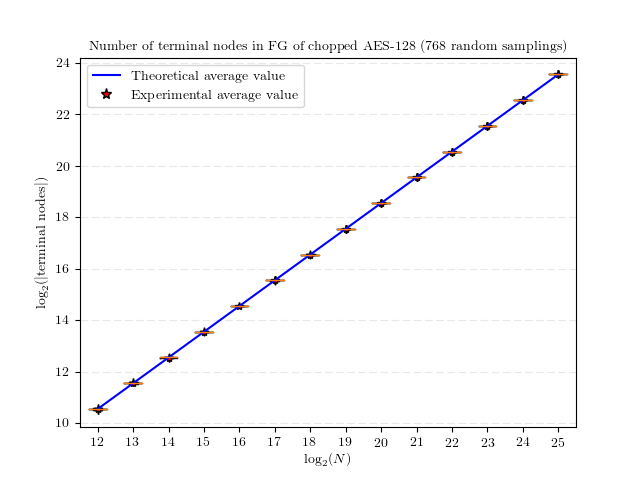 Number of terminal nodes in FG of chopped AES-128 (768 random samplings)
Theoretical average value
Experimental average value
log₂(|terminal nodes|)
24
22
20
18
16
14
12
10
12 13 14 15 16 17 18 19 20 21 22 23 24 25
log₂(N)